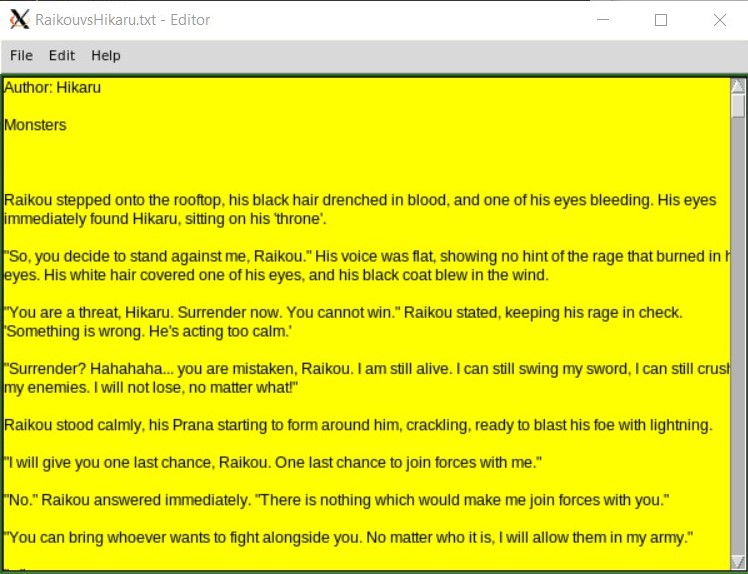 RaikouvsHikaru.txt - Editor
File Edit Help
Author: Hikaru
Monsters
Raikou stepped onto the rooftop, his black hair drenched in blood, and one of his eyes bleeding. His eyes
immediately found Hikaru, sitting on his 'throne'.
"So, you decide to stand against me, Raikou." His voice was flat, showing no hint of the rage that burned in
eyes. His white hair covered one of his eyes, and his black coat blew in the wind.
"You are a threat, Hikaru. Surrender now. You cannot win." Raikou stated, keeping his rage in check.
'Something is wrong. He's acting too calm.'
"Surrender? Hahahaha... you are mistaken, Raikou. I am still alive. I can still swing my sword, I can still crush
my enemies. I will not lose, no matter what!"
Raikou stood calmly, his Prana starting to form around him, crackling, ready to blast his foe with lightning.
"I will give you one last chance, Raikou. One last chance to join forces with me."
"No." Raikou answered immediately. "There is nothing which would make me join forces with you."
"You can bring whoever wants to fight alongside you. No matter who it is, I will allow them in my army."